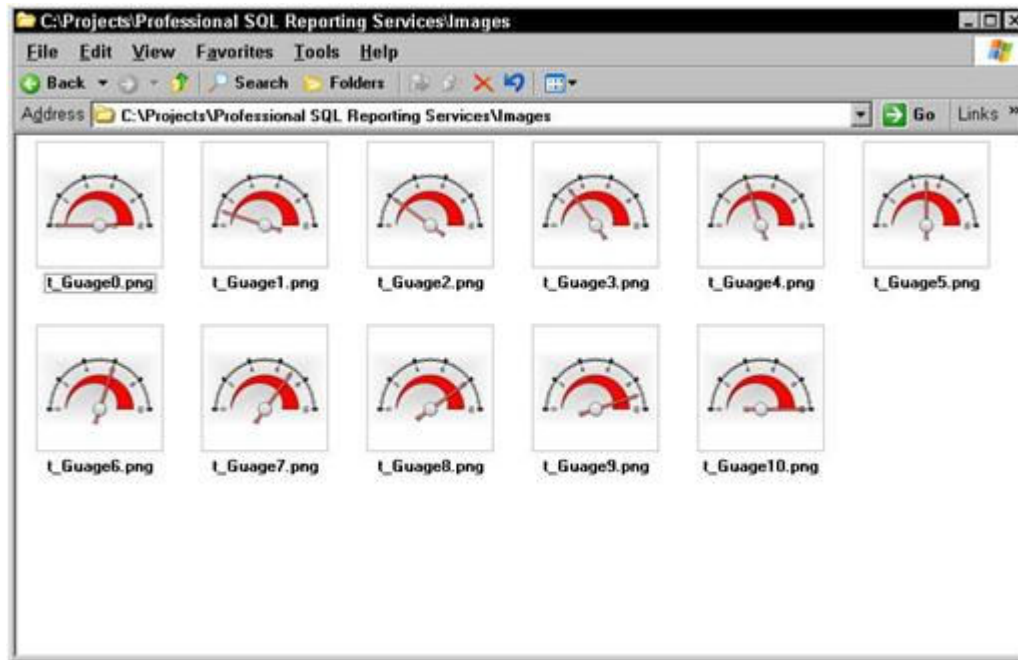 C:\Projects\Professional SQL Reporting Services\Images
File Edit View Favorites Tools Help
Back Search Folders
Address C:\Projects\Professional SQL Reporting Services\Images Go Links »
t_Guage0.png t_Guage1.png t_Guage2.png t_Guage3.png t_Guage4.png t_Guage5.png
t_Guage6.png t_Guage7.png t_Guage8.png t_Guage9.png t_Guage10.png